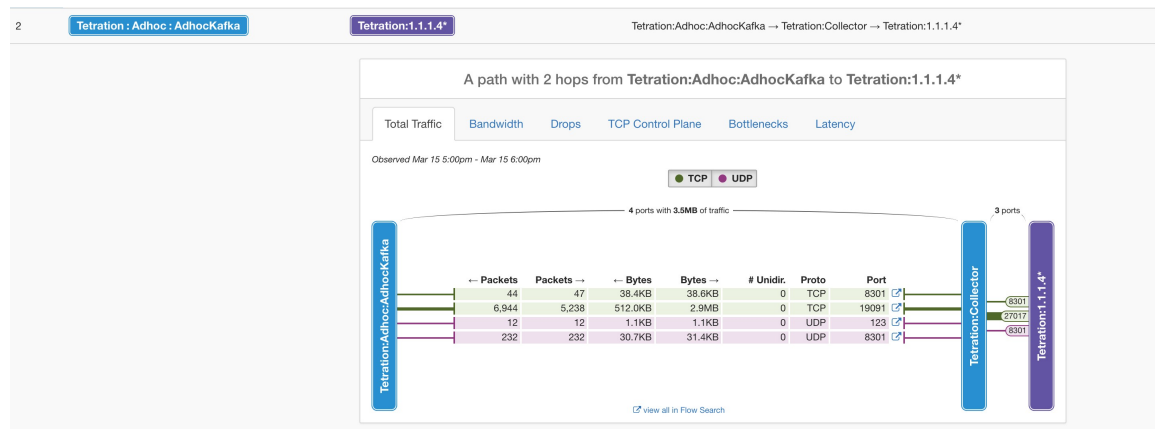 2 Tetration : Adhoc : AdhocKafka Tetration:1.1.1.4* Tetration:Adhoc:AdhocKafka → Tetration:Collector → Tetration:1.1.1.4*
A path with 2 hops from Tetration:Adhoc:AdhocKafka to Tetration:1.1.1.4*
Total Traffic Bandwidth Drops TCP Control Plane Bottlenecks Latency
Observed Mar 15 5:00pm - Mar 15 6:00pm
TCP UDP
4 ports with 3.5MB of traffic 3 ports
Tetration:Adhoc:AdhocKafka
← Packets Packets → ← Bytes Bytes → # Unidir. Proto Port
44 47 38.4KB 38.6KB 0 TCP 8301
6,944 5,238 512.0KB 2.9MB 0 TCP 19091
12 12 1.1KB 1.1KB 0 UDP 123
232 232 30.7KB 31.4KB 0 UDP 8301
Tetration:Collector
8301
27017
8301
Tetration:1.1.1.4*
view all in Flow Search